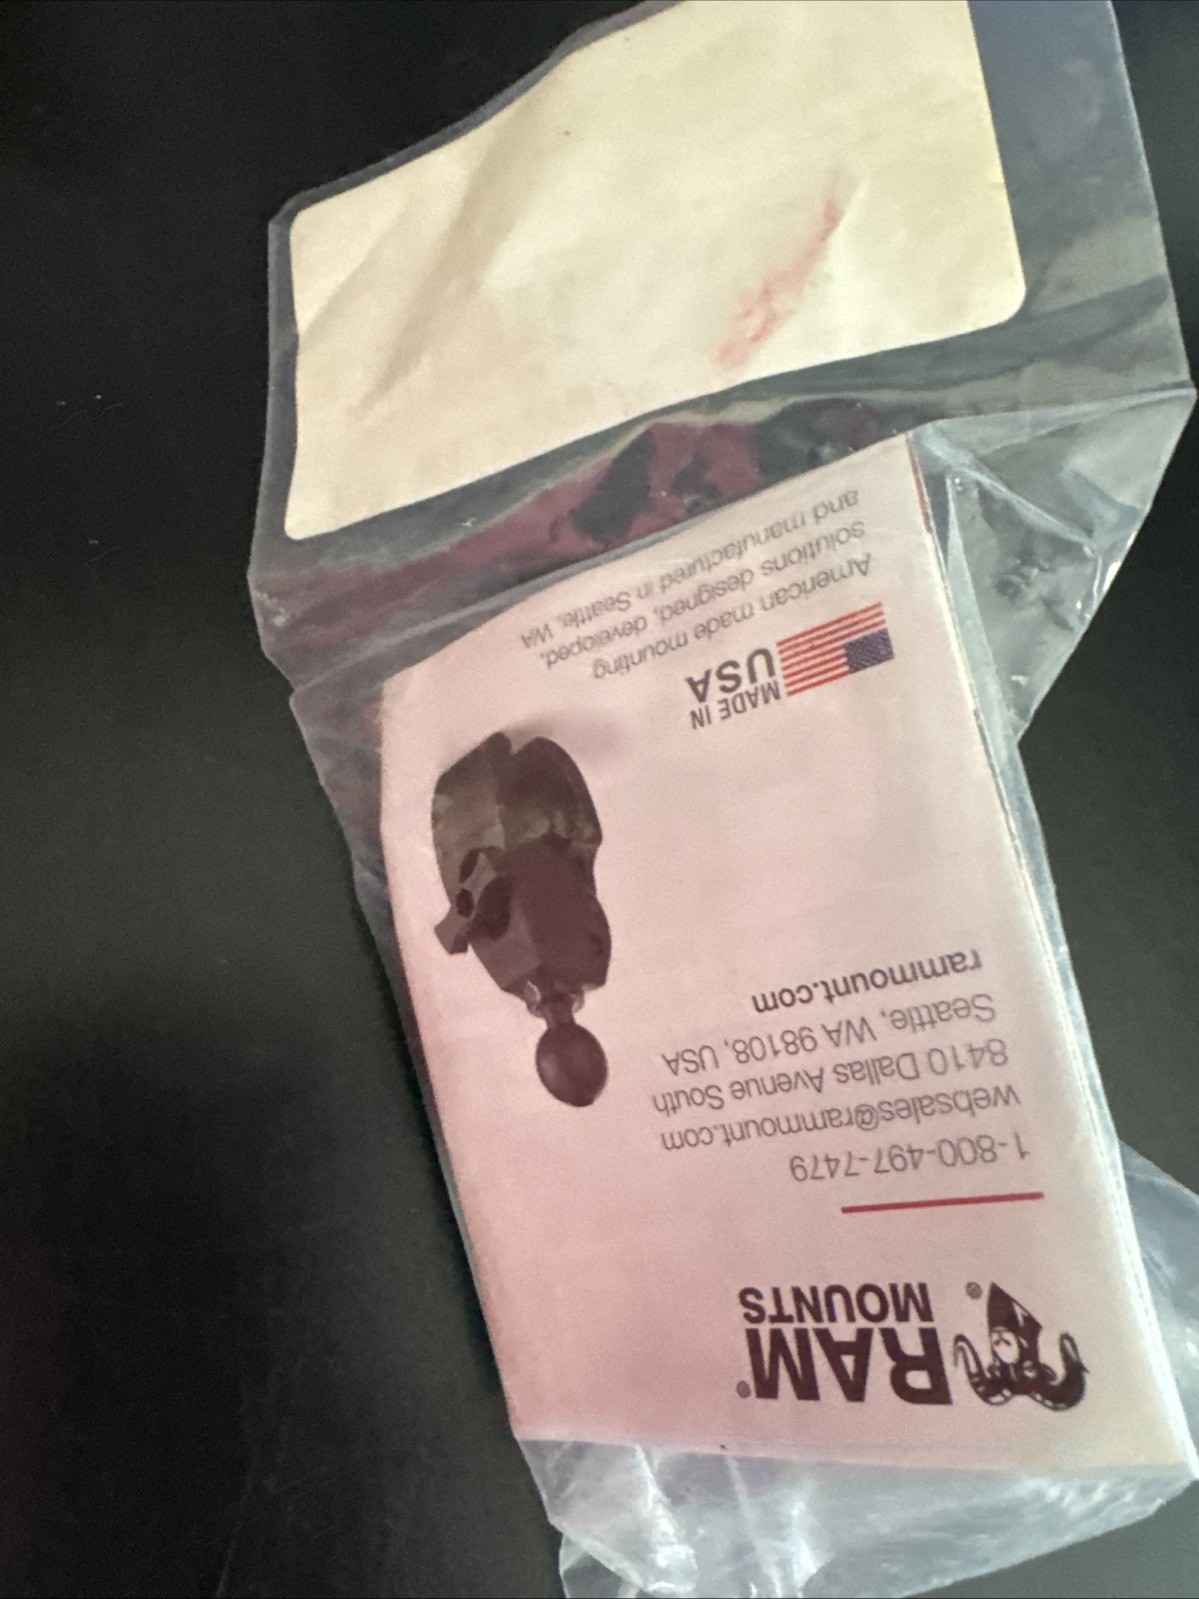 RAM®
MOUNTS®
1-800-497-7479
websales@rammount.com
8410 Dallas Avenue South
Seattle, WA 98108, USA
rammount.com
MADE IN
USA
American made mounting
solutions designed, developed,
and manufactured in Seattle, WA